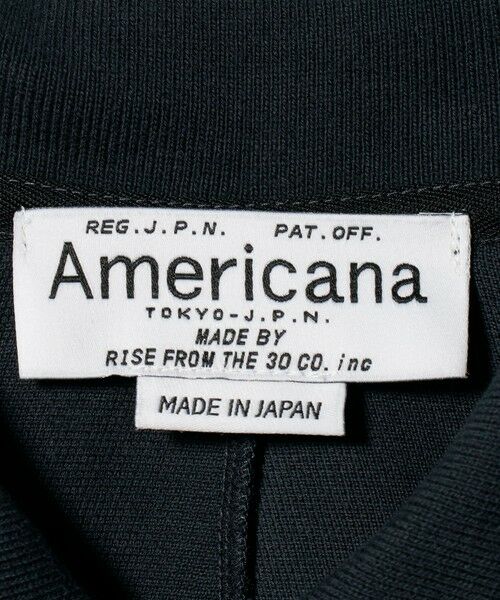 REG.J.P.N. PAT.OFF.
Americana
TOKYO-J.P.N.
MADE BY
RISE FROM THE 30 CO. inc
MADE IN JAPAN